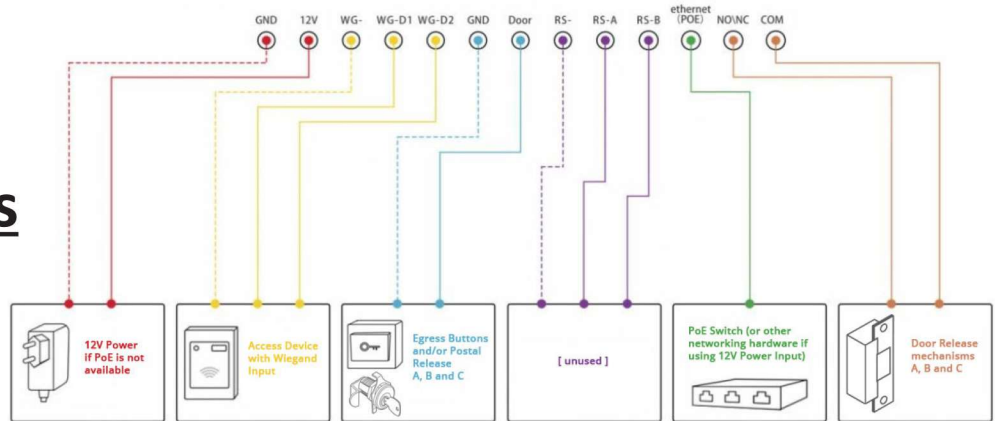 GND 12V WG- WG-D1 WG-D2 GND Door RS- RS-A RS-B ethernet (POE) NO\NC COM
S
12V Power
if PoE is not
available
Access Device
with Wiegand
Input
Egress Buttons
and/or Postal
Release
A, B and C
[ unused ]
PoE Switch (or other
networking hardware if
using 12V Power Input)
Door Release
mechanisms
A, B and C